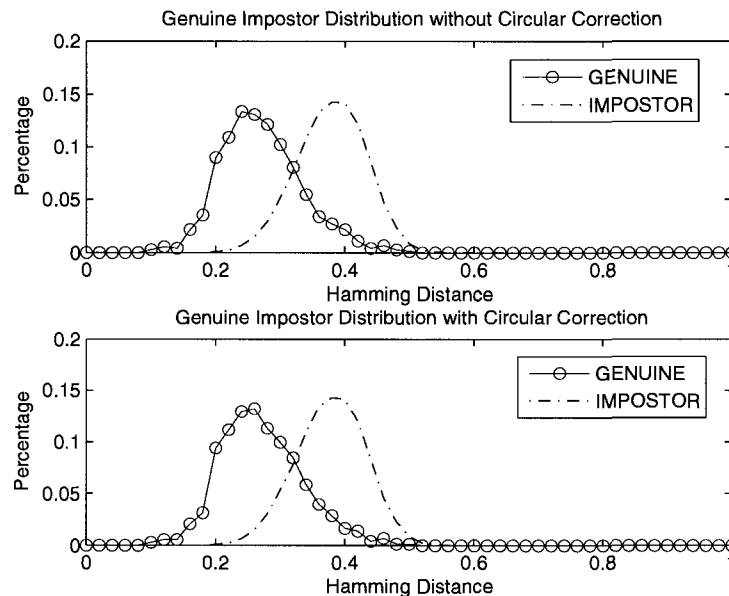 Genuine Impostor Distribution without Circular Correction
0.2
0.15
0.1
0.05
0
Percentage
GENUINE
IMPOSTOR
0 0.2 0.4 0.6 0.8
Hamming Distance
Genuine Impostor Distribution with Circular Correction
0.2
0.15
0.1
0.05
0
Percentage
GENUINE
IMPOSTOR
0 0.2 0.4 0.6 0.8
Hamming Distance